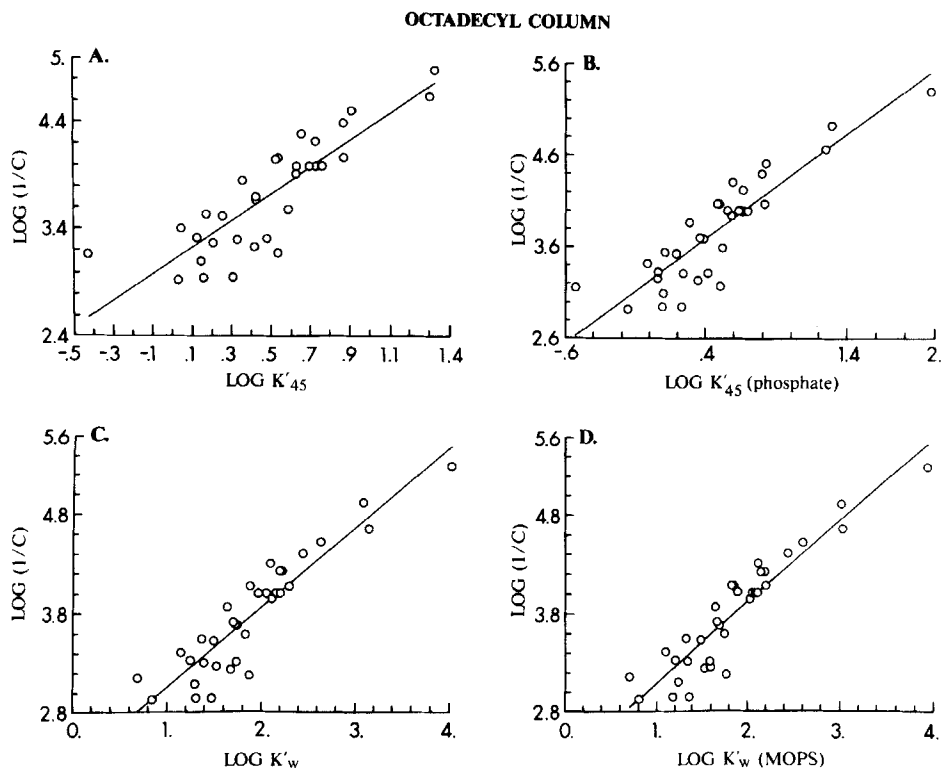 OCTADECYL COLUMN
A.
LOG (1/C)
5.
4.4
3.4
2.4
-.5 -.3 -.1 .1 .3 .5 .7 .9 1.1 1.4
LOG K′45
B.
LOG (1/C)
5.6
4.6
3.6
2.6
-.6 .4 1.4 2.
LOG K′45 (phosphate)
C.
LOG (1/C)
5.6
4.8
3.8
2.8
0. 1. 2. 3. 4.
LOG K′w
D.
LOG (1/C)
5.6
4.8
3.8
2.8
0. 1. 2. 3. 4.
LOG K′w (MOPS)